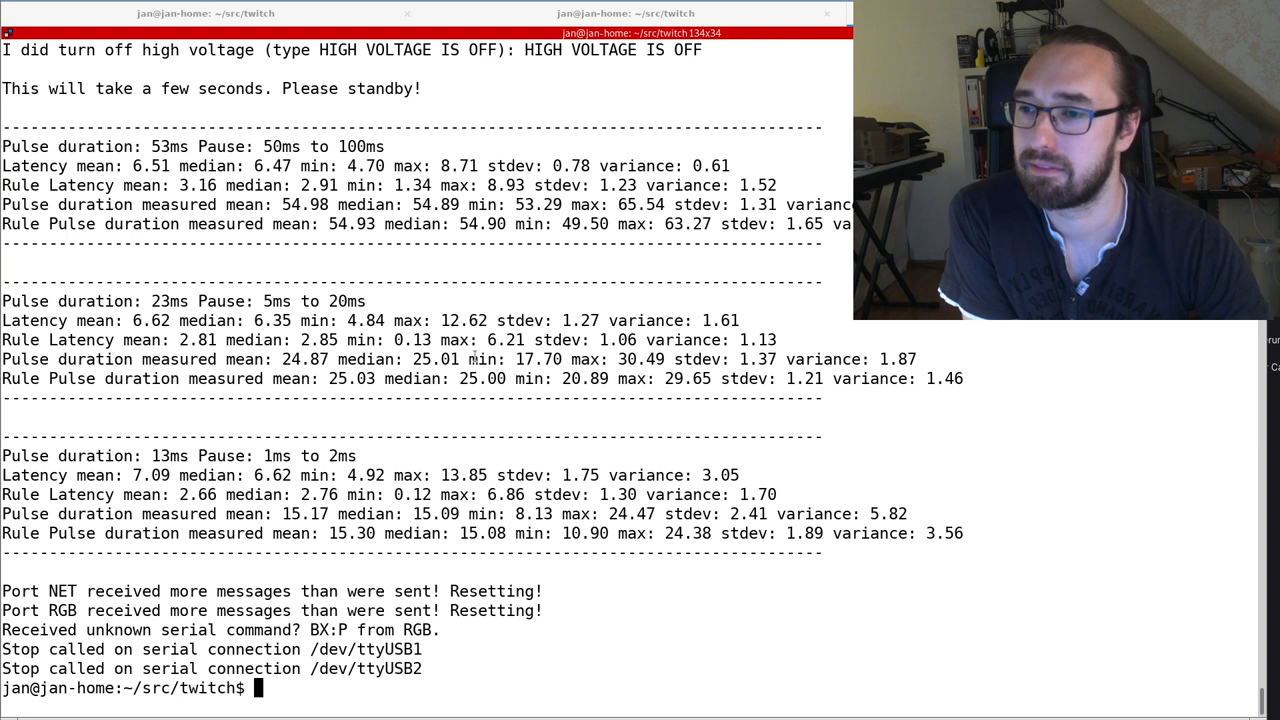 jan@jan-home: ~/src/twitch × jan@jan-home: ~/src/twitch ×
jan@jan-home: ~/src/twitch 134x34
I did turn off high voltage (type HIGH VOLTAGE IS OFF): HIGH VOLTAGE IS OFF
This will take a few seconds. Please standby!
----------------------------------------------------------------------------------------
Pulse duration: 53ms Pause: 50ms to 100ms
Latency mean: 6.51 median: 6.47 min: 4.70 max: 8.71 stdev: 0.78 variance: 0.61
Rule Latency mean: 3.16 median: 2.91 min: 1.34 max: 8.93 stdev: 1.23 variance: 1.52
Pulse duration measured mean: 54.98 median: 54.89 min: 53.29 max: 65.54 stdev: 1.31 varianc
Rule Pulse duration measured mean: 54.93 median: 54.90 min: 49.50 max: 63.27 stdev: 1.65 va
----------------------------------------------------------------------------------------
----------------------------------------------------------------------------------------
Pulse duration: 23ms Pause: 5ms to 20ms
Latency mean: 6.62 median: 6.35 min: 4.84 max: 12.62 stdev: 1.27 variance: 1.61
Rule Latency mean: 2.81 median: 2.85 min: 0.13 max: 6.21 stdev: 1.06 variance: 1.13
Pulse duration measured mean: 24.87 median: 25.01 min: 17.70 max: 30.49 stdev: 1.37 variance: 1.87
Rule Pulse duration measured mean: 25.03 median: 25.00 min: 20.89 max: 29.65 stdev: 1.21 variance: 1.46
----------------------------------------------------------------------------------------
----------------------------------------------------------------------------------------
Pulse duration: 13ms Pause: 1ms to 2ms
Latency mean: 7.09 median: 6.62 min: 4.92 max: 13.85 stdev: 1.75 variance: 3.05
Rule Latency mean: 2.66 median: 2.76 min: 0.12 max: 6.86 stdev: 1.30 variance: 1.70
Pulse duration measured mean: 15.17 median: 15.09 min: 8.13 max: 24.47 stdev: 2.41 variance: 5.82
Rule Pulse duration measured mean: 15.30 median: 15.08 min: 10.90 max: 24.38 stdev: 1.89 variance: 3.56
----------------------------------------------------------------------------------------
Port NET received more messages than were sent! Resetting!
Port RGB received more messages than were sent! Resetting!
Received unknown serial command? BX:P from RGB.
Stop called on serial connection /dev/ttyUSB1
Stop called on serial connection /dev/ttyUSB2
jan@jan-home:~/src/twitch$